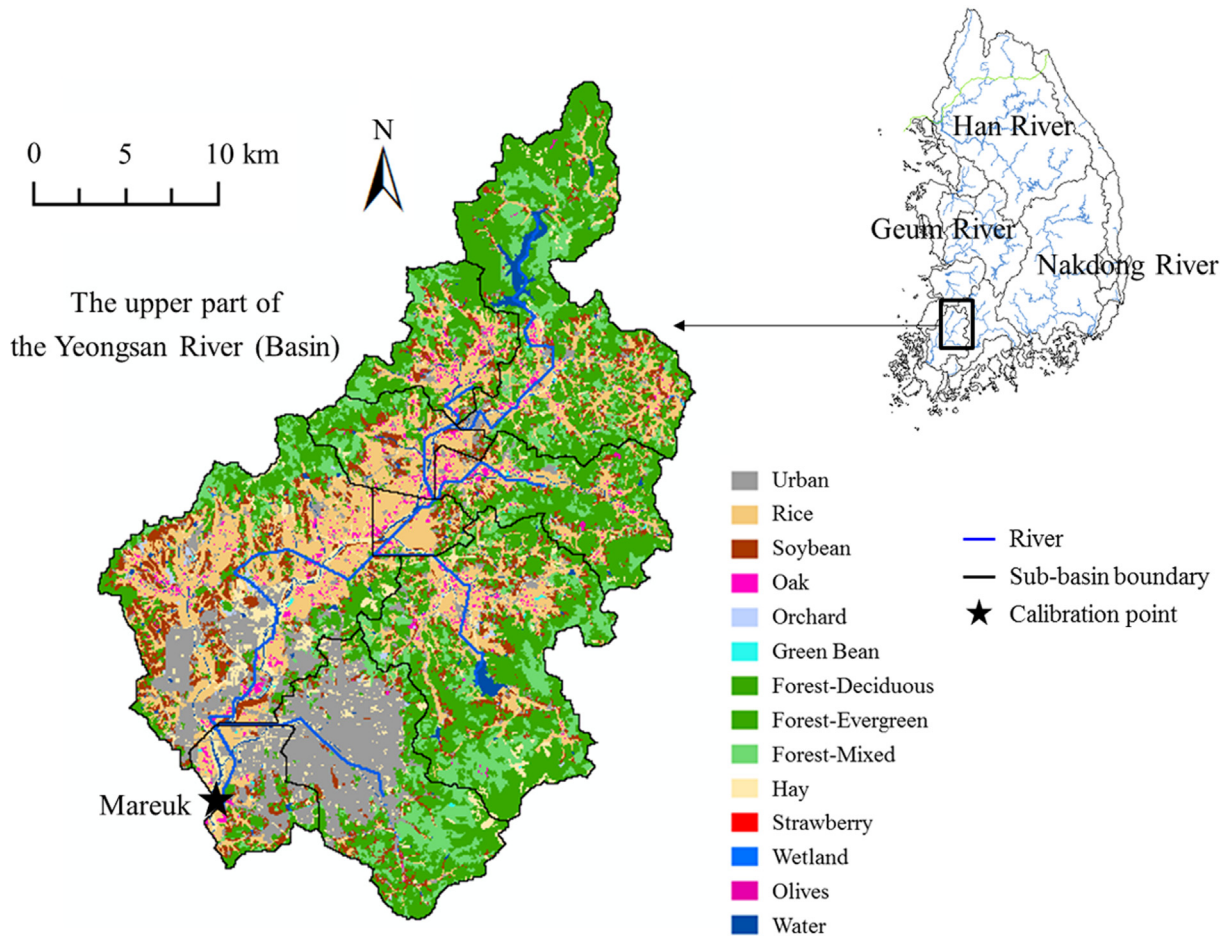 Han River
Geum River
Nakdong River
N
0 5 10 km
The upper part of
the Yeongsan River (Basin)
Mareuk
Urban
Rice
Soybean
Oak
Orchard
Green Bean
Forest-Deciduous
Forest-Evergreen
Forest-Mixed
Hay
Strawberry
Wetland
Olives
Water
River
Sub-basin boundary
Calibration point